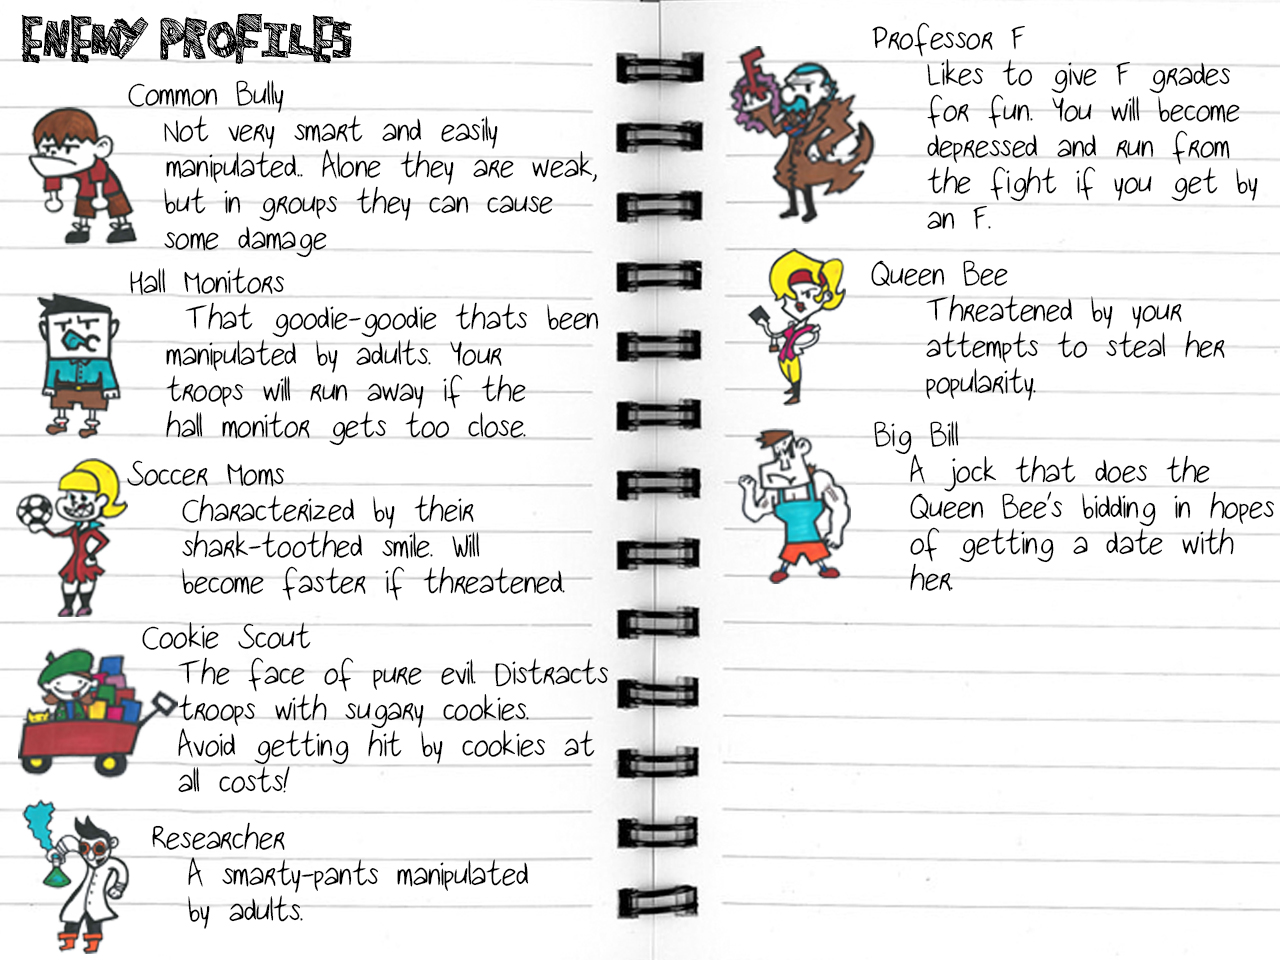 ENEMY PROFILES
Common Bully
Not very smart and easily
manipulated.. Alone they are weak,
but in groups they can cause
some damage
Hall Monitors
That goodie-goodie thats been
manipulated by adults. Your
troops will run away if the
hall monitor gets too close.
Soccer Moms
Characterized by their
shark-toothed smile. Will
become faster if threatened.
Cookie Scout
The face of pure evil. Distracts
troops with sugary cookies.
Avoid getting hit by cookies at
all costs!
Researcher
A smarty-pants manipulated
by adults.
Professor F
Likes to give F grades
for fun. You will become
depressed and run from
the fight if you get by
an F.
F
Queen Bee
Threatened by your
attempts to steal her
popularity.
Big Bill
A jock that does the
Queen Bee's bidding in hopes
of getting a date with
her.